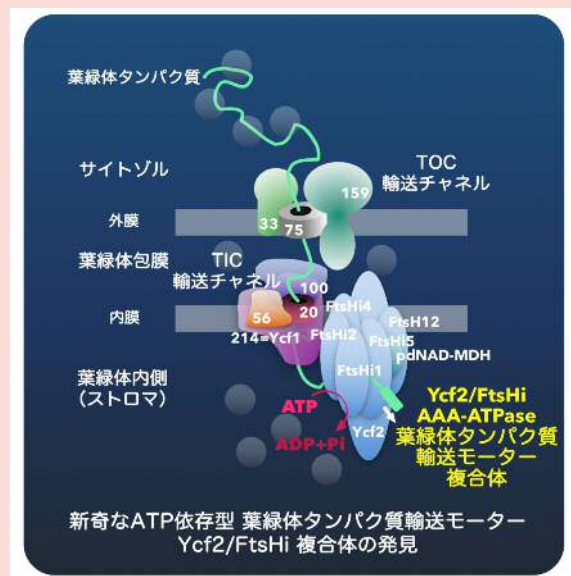 葉緑体タンパク質
サイトゾル
TOC
輸送チャネル
159
外膜
33
75
葉緑体包膜
TIC
輸送チャネル
100
内膜
56
20
FtsHi4
FtsH12
214=Ycf1
FtsHi2
FtsHi5
pdNAD-MDH
葉緑体内側
(ストロマ)
FtsHi1
ATP
ADP+Pi
Ycf2
Ycf2/FtsHi
AAA-ATPase
葉緑体タンパク質
輸送モーター
複合体
新奇なATP依存型 葉緑体タンパク質輸送モーター
Ycf2/FtsHi 複合体の発見